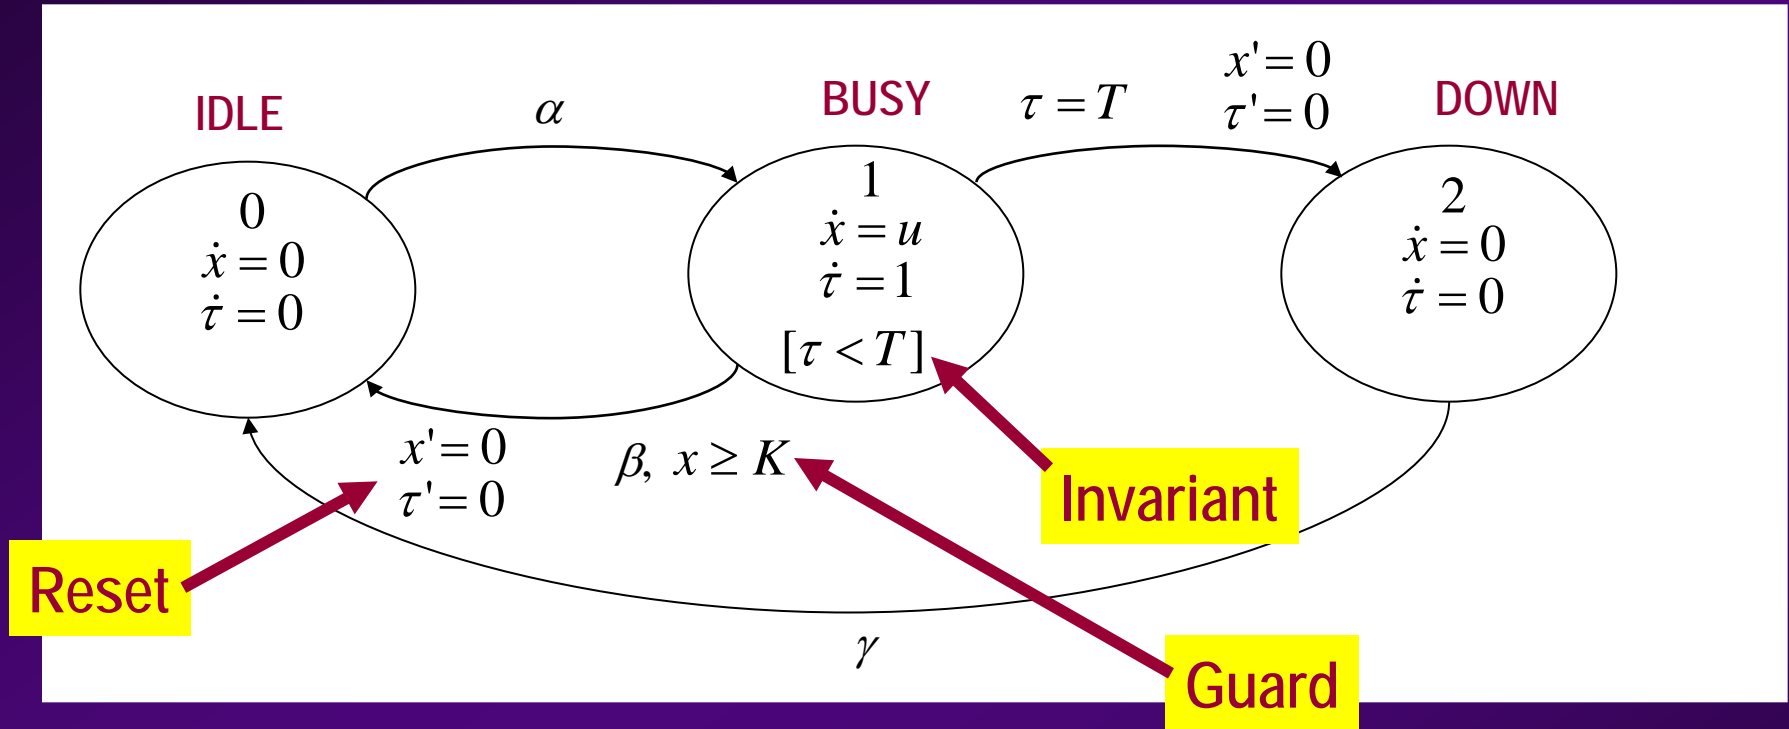 IDLE
α
BUSY
τ = T
x' = 0
τ' = 0
DOWN
0
ẋ = 0
τ̇ = 0
1
ẋ = u
τ̇ = 1
[τ < T]
2
ẋ = 0
τ̇ = 0
x' = 0
τ' = 0
β, x ≥ K
Invariant
Reset
γ
Guard